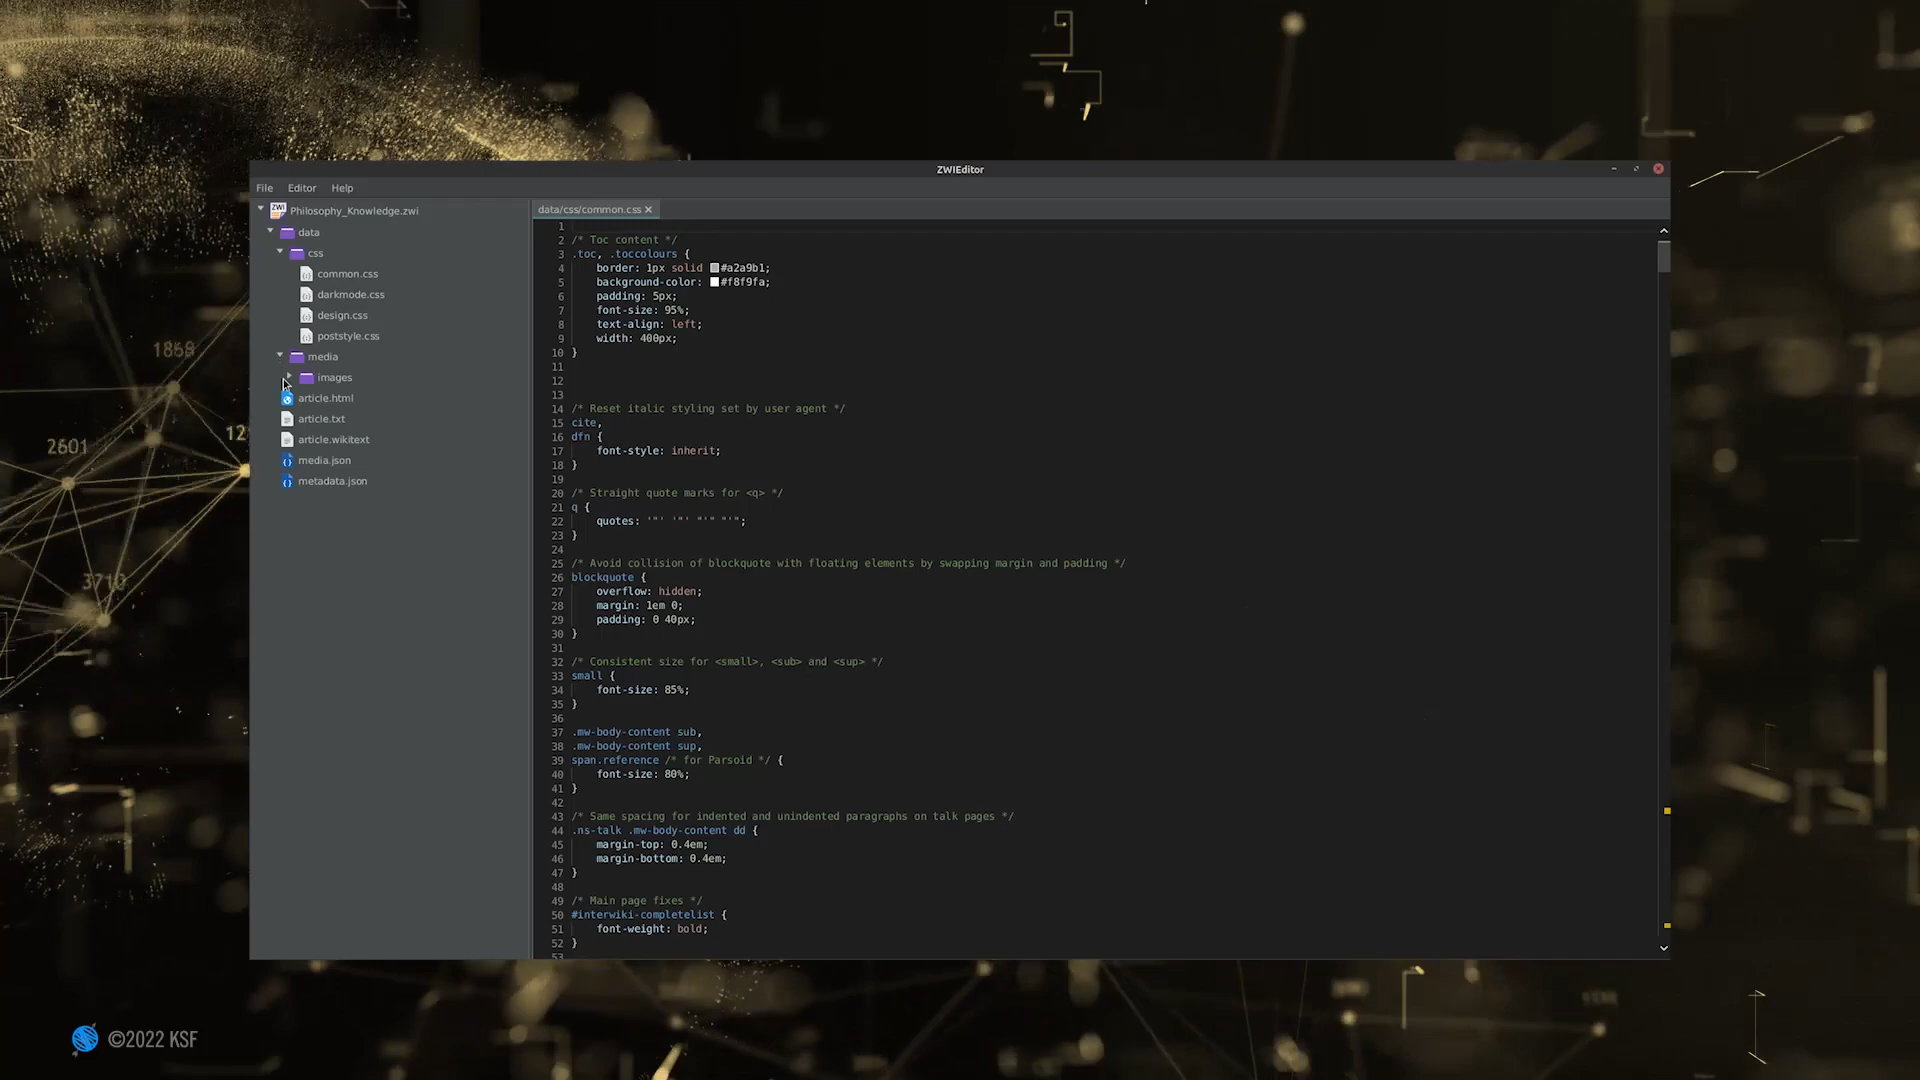 1868
2601
12
3710
ZWIEditor
File Editor Help
ZWI Philosophy_Knowledge.zwi
data
css
common.css
darkmode.css
design.css
poststyle.css
media
images
article.html
article.txt
article.wikitext
media.json
metadata.json
data/css/common.css ×
1
2 /* Toc content */
3 .toc, .toccolours {
4 border: 1px solid #a2a9b1;
5 background-color: #f8f9fa;
6 padding: 5px;
7 font-size: 95%;
8 text-align: left;
9 width: 400px;
10 }
11
12
13
14 /* Reset italic styling set by user agent */
15 cite,
16 dfn {
17 font-style: inherit;
18 }
19
20 /* Straight quote marks for <q> */
21 q {
22 quotes: '"' '"' "'" "'";
23 }
24
25 /* Avoid collision of blockquote with floating elements by swapping margin and padding */
26 blockquote {
27 overflow: hidden;
28 margin: 1em 0;
29 padding: 0 40px;
30 }
31
32 /* Consistent size for <small>, <sub> and <sup> */
33 small {
34 font-size: 85%;
35 }
36
37 .mw-body-content sub,
38 .mw-body-content sup,
39 span.reference /* for Parsoid */ {
40 font-size: 80%;
41 }
42
43 /* Same spacing for indented and unindented paragraphs on talk pages */
44 .ns-talk .mw-body-content dd {
45 margin-top: 0.4em;
46 margin-bottom: 0.4em;
47 }
48
49 /* Main page fixes */
50 #interwiki-completelist {
51 font-weight: bold;
52 }
53
©2022 KSF